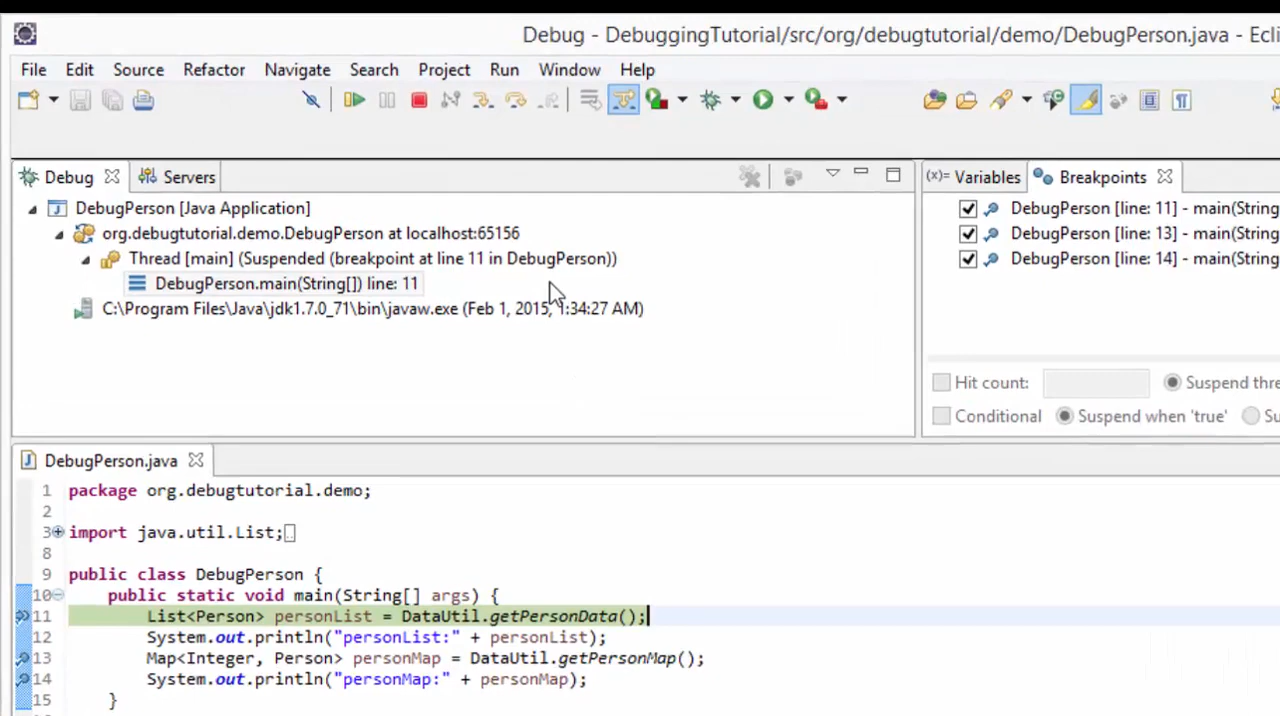 Debug - DebuggingTutorial/src/org/debugtutorial/demo/DebugPerson.java - Ecli
File Edit Source Refactor Navigate Search Project Run Window Help
Debug Servers
DebugPerson [Java Application]
org.debugtutorial.demo.DebugPerson at localhost:65156
Thread [main] (Suspended (breakpoint at line 11 in DebugPerson))
DebugPerson.main(String[]) line: 11
C:\Program Files\Java\jdk1.7.0_71\bin\javaw.exe (Feb 1, 2015, 1:34:27 AM)
(x)= Variables Breakpoints
DebugPerson [line: 11] - main(String
DebugPerson [line: 13] - main(String
DebugPerson [line: 14] - main(String
Hit count: Suspend thre
Conditional Suspend when 'true' Su
DebugPerson.java
1 package org.debugtutorial.demo;
2
3 import java.util.List;
8
9 public class DebugPerson {
10 public static void main(String[] args) {
11 List<Person> personList = DataUtil.getPersonData();
12 System.out.println("personList:" + personList);
13 Map<Integer, Person> personMap = DataUtil.getPersonMap();
14 System.out.println("personMap:" + personMap);
15 }